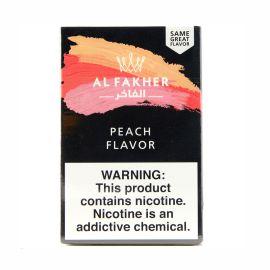 SAME
GREAT
FLAVOR
AL FAKHER
الفاخر
PEACH
FLAVOR
WARNING:
This product
contains nicotine.
Nicotine is an
addictive chemical.